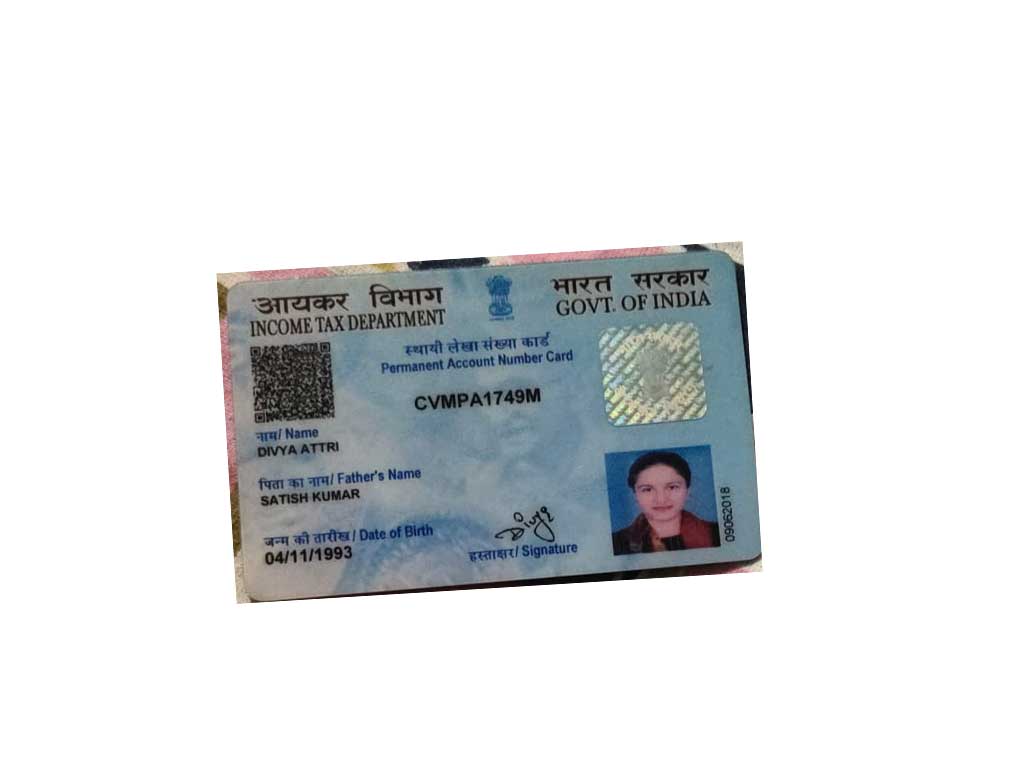 आयकर विभाग
INCOME TAX DEPARTMENT
भारत सरकार
GOVT. OF INDIA
स्थायी लेखा संख्या कार्ड
Permanent Account Number Card
CVMPA1749M
नाम/ Name
DIVYA ATTRI
पिता का नाम/ Father's Name
SATISH KUMAR
जन्म की तारीख/ Date of Birth
04/11/1993
Divya
हस्ताक्षर/ Signature
09062018